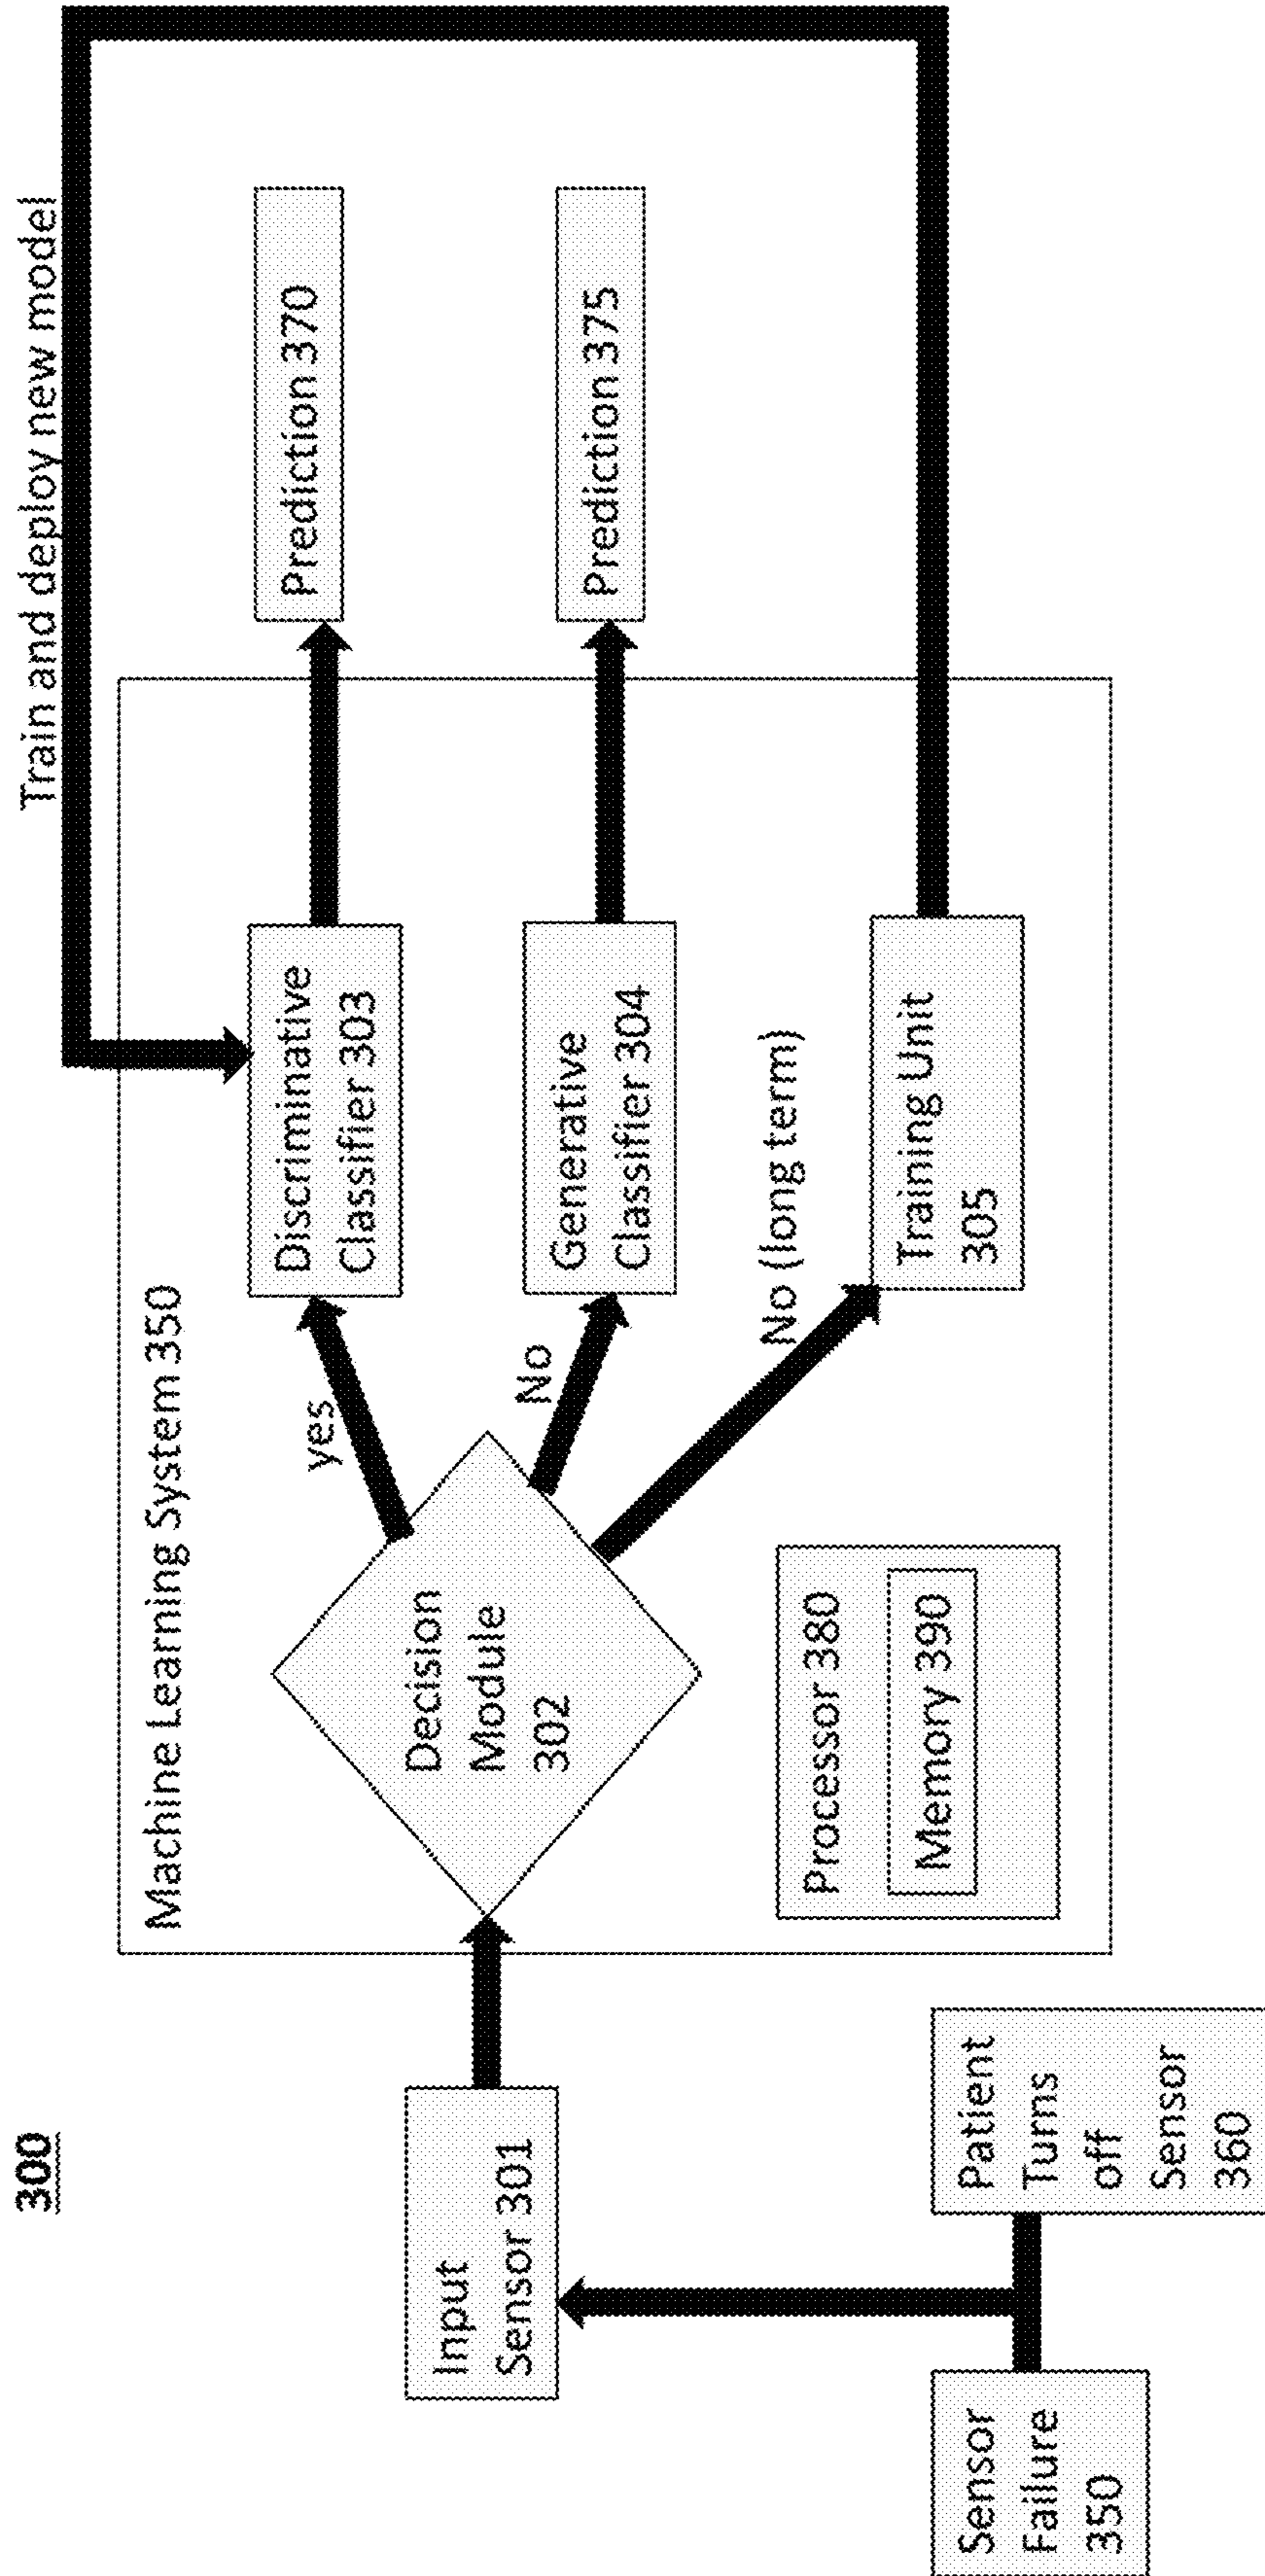 300
Train and deploy new model
Machine Learning System 350
Input
Sensor 301
Sensor
Failure
350
Patient
Turns
off
Sensor
360
Decision
Module
302
yes
No
No (long term)
Discriminative
Classifier 303
Generative
Classifier 304
Training Unit
305
Processor 380
Memory 390
Prediction 370
Prediction 375